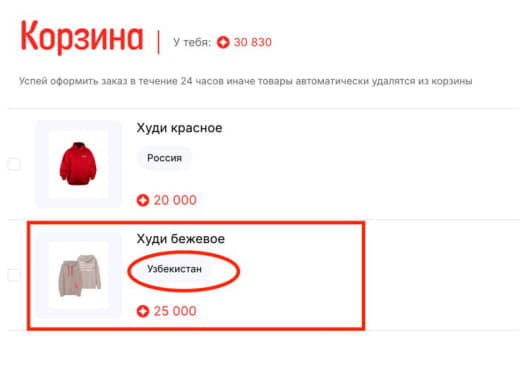 Корзина
У тебя: 30 830
Успей оформить заказ в течение 24 часов иначе товары автоматически удалятся из корзины
Худи красное
Россия
20 000
Худи бежевое
Узбекистан
25 000